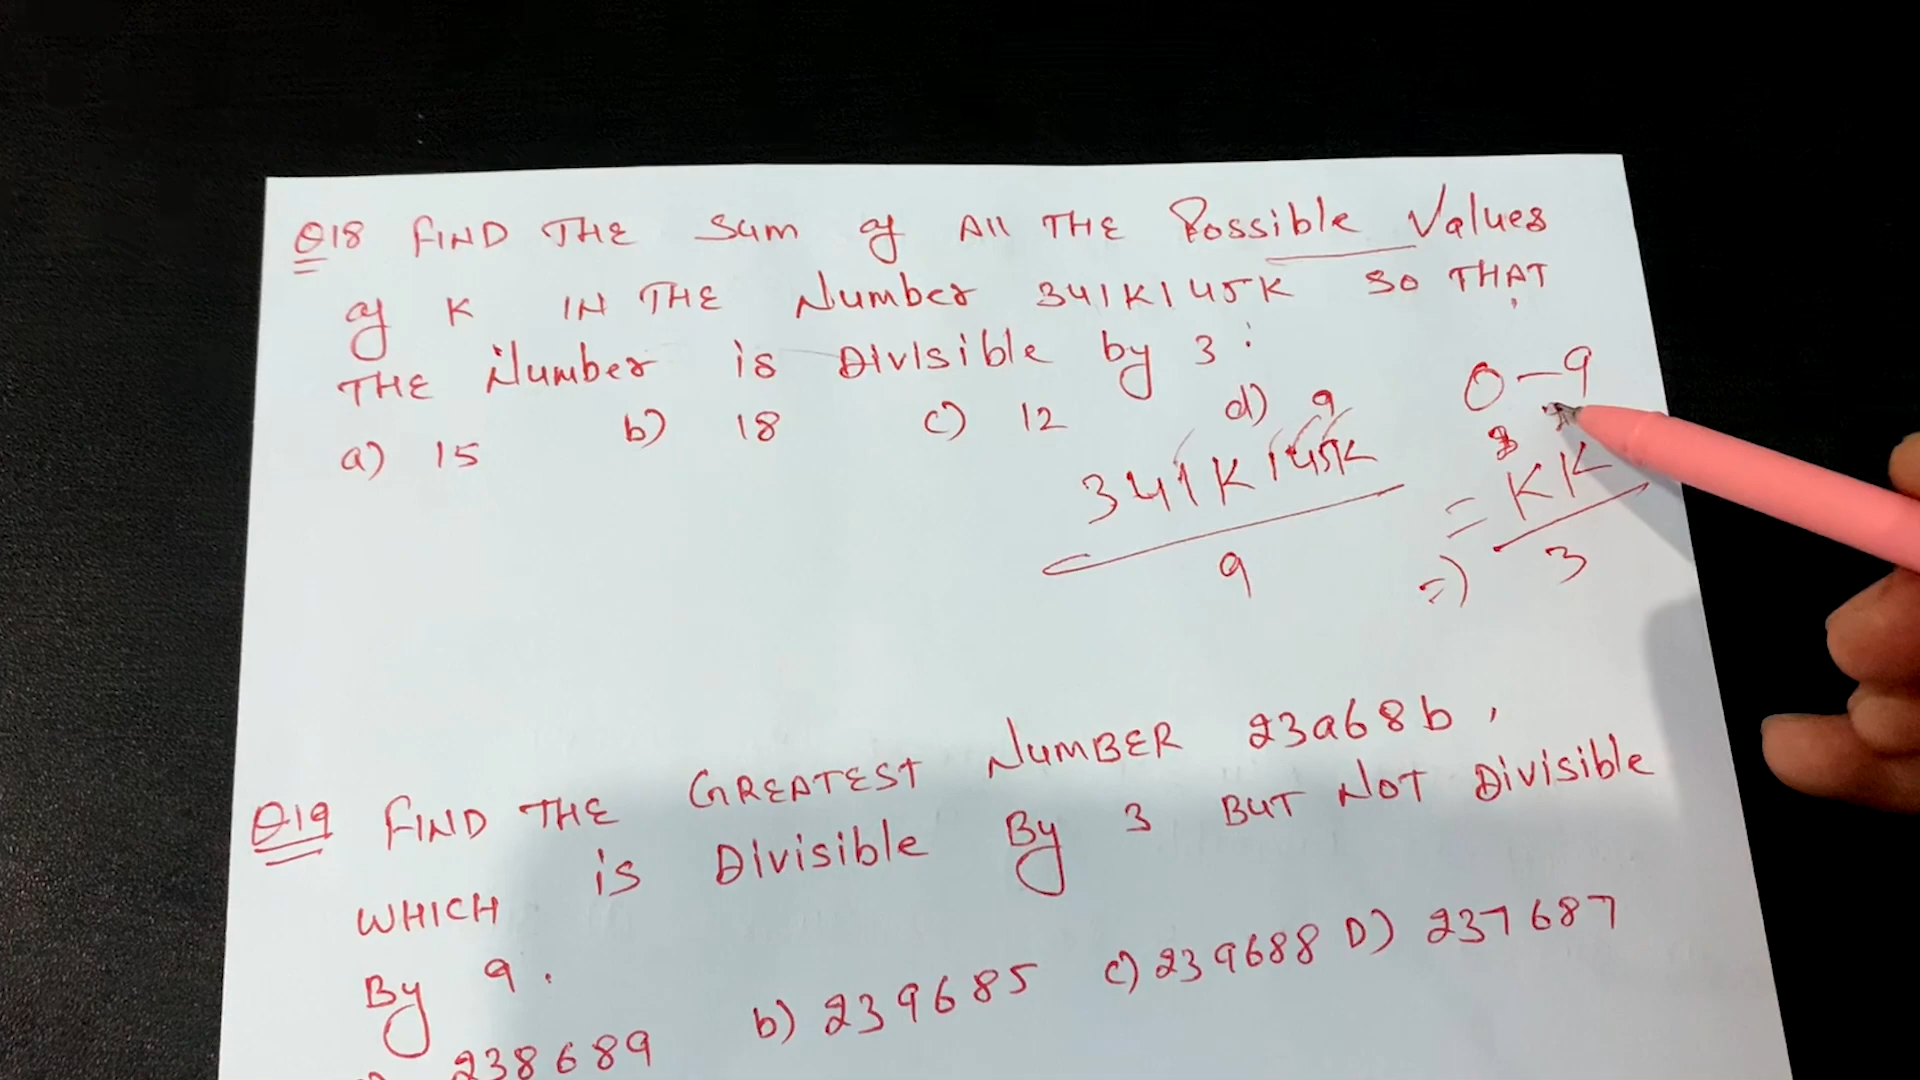 Q18 FIND THE Sum of All THE Possible Values
of K IN THE Number 341K145K SO THAT
THE Number is Divisible by 3 :
a) 15 b) 18 c) 12 d) 9
0-9
341K145K
9
= KK
3
=)
Q19 FIND THE GREATEST NUMBER 23a68b ,
WHICH is Divisible By 3 BUT NOT Divisible
By 9 .
238689 b) 239685 c) 239688 D) 237687